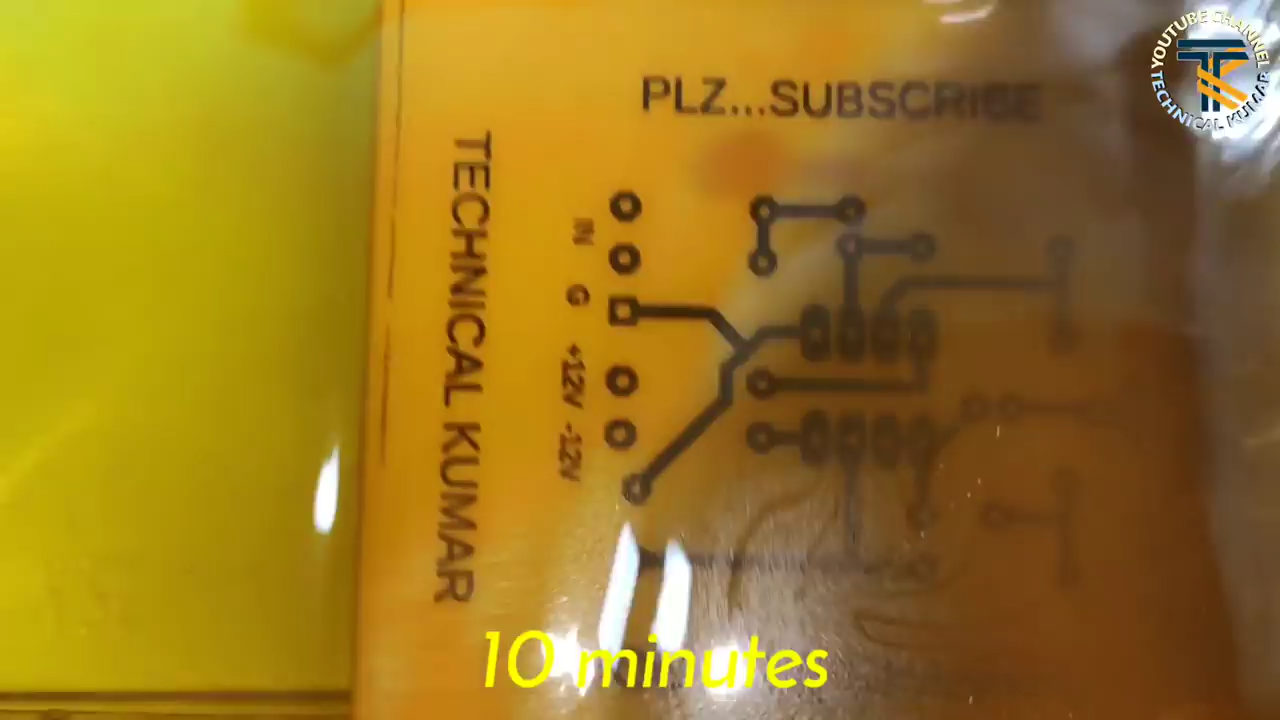 PLZ...SUBSCRIBE
TECHNICAL KUMAR
IN
G
+12V
-12V
10 minutes
YOUTUBE CHANNEL
TECHNICAL KUMAR